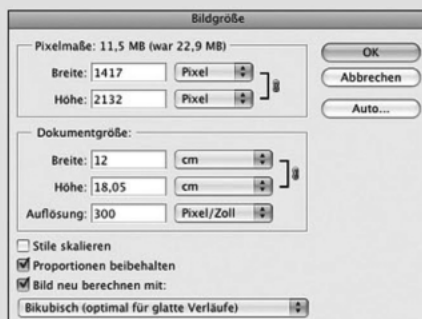 Bildgröße
Pixelmaße: 11,5 MB (war 22,9 MB)
Breite: 1417 Pixel
Höhe: 2132 Pixel
OK
Abbrechen
Auto...
Dokumentgröße:
Breite: 12 cm
Höhe: 18,05 cm
Auflösung: 300 Pixel/Zoll
Stile skalieren
Proportionen beibehalten
Bild neu berechnen mit:
Bikubisch (optimal für glatte Verläufe)